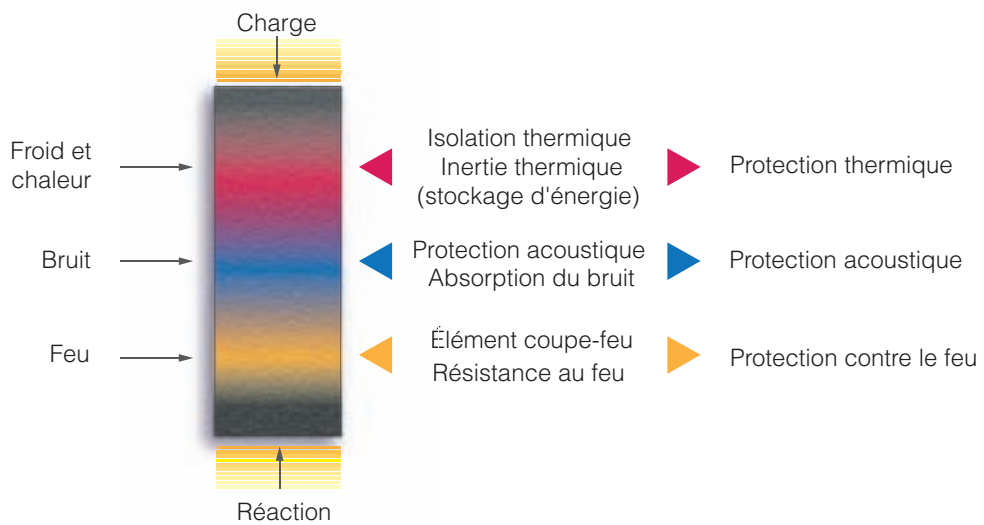 Charge
Froid et
chaleur
Isolation thermique
Inertie thermique
(stockage d'énergie)
Protection thermique
Bruit
Protection acoustique
Absorption du bruit
Protection acoustique
Feu
Élément coupe-feu
Résistance au feu
Protection contre le feu
Réaction